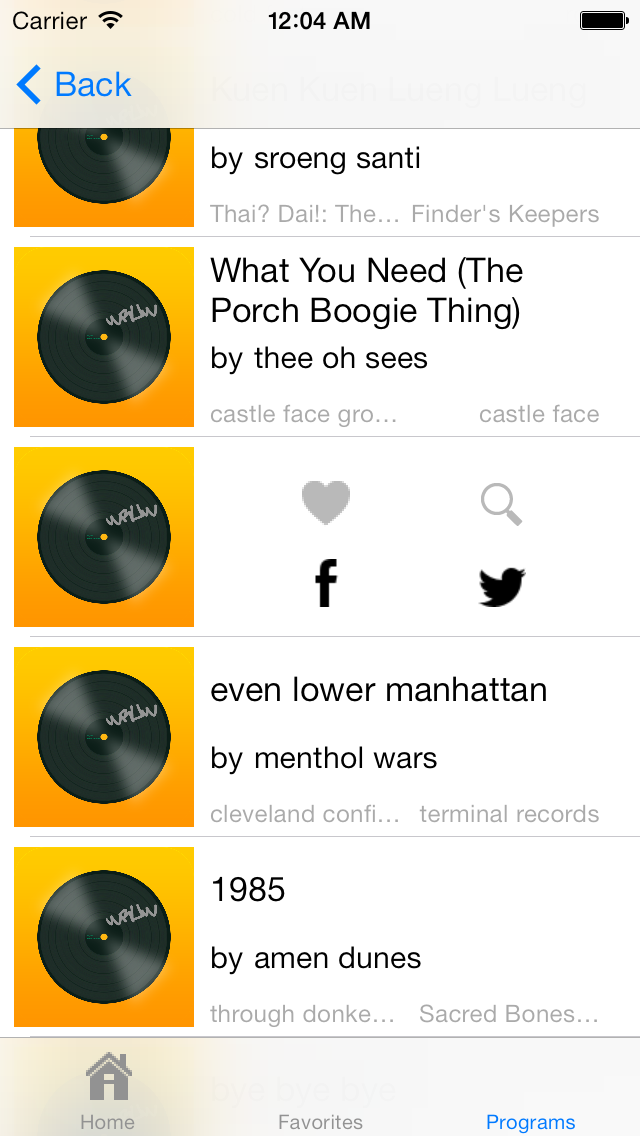 Carrier 12:04 AM
Back
Kuen Kuen Lueng Lueng
by sroeng santi
Thai? Dai!: The... Finder's Keepers
What You Need (The
Porch Boogie Thing)
by thee oh sees
castle face gro... castle face
WPRB
f
even lower manhattan
by menthol wars
cleveland confi... terminal records
1985
by amen dunes
through donke... Sacred Bones...
bye bye bye
Home Favorites Programs